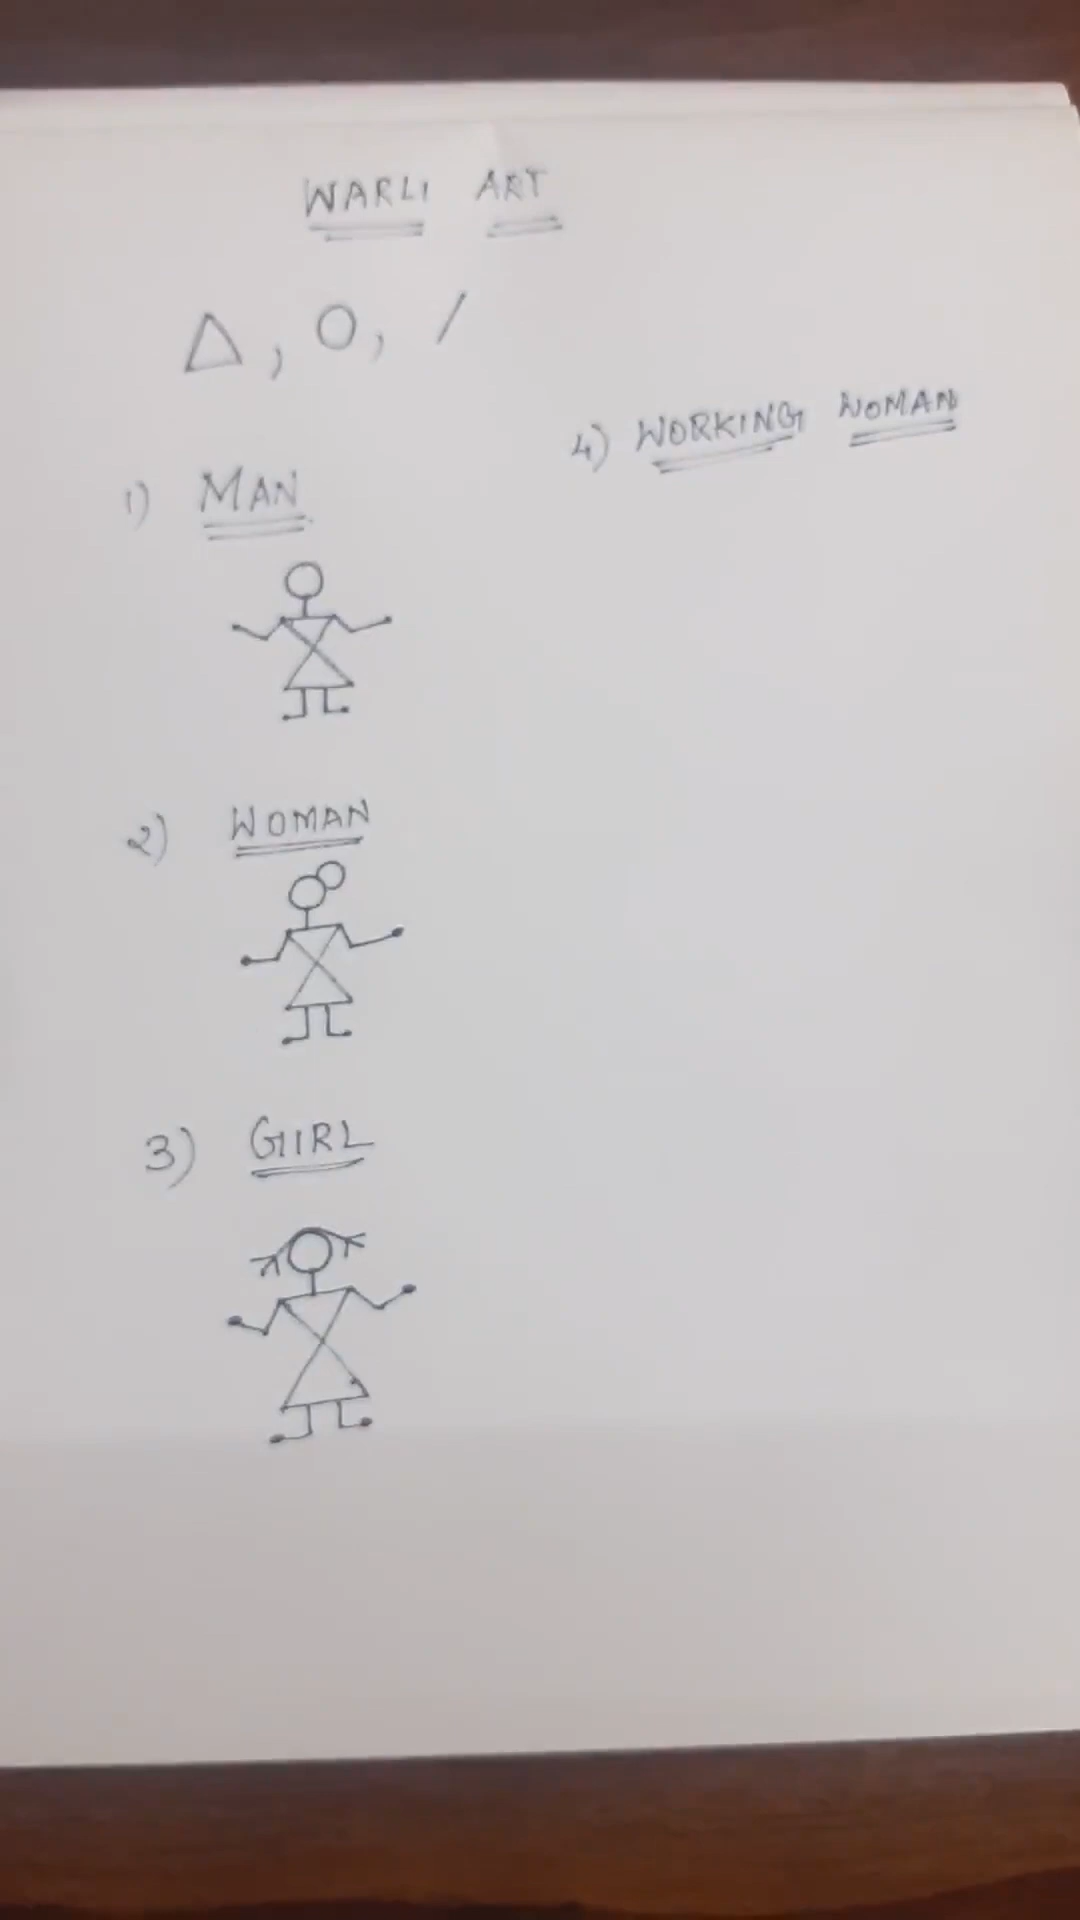 WARLI ART
Δ, O, /
1) MAN
2) WOMAN
3) GIRL
4) WORKING WOMAN